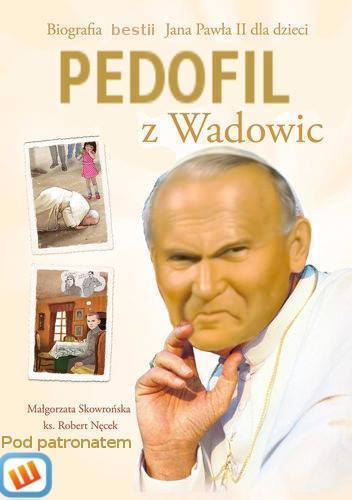 Biografia bestii Jana Pawła II dla dzieci
PEDOFIL
z Wadowic
Małgorzata Skowrońska
ks. Robert Nęcek
Pod patronatem